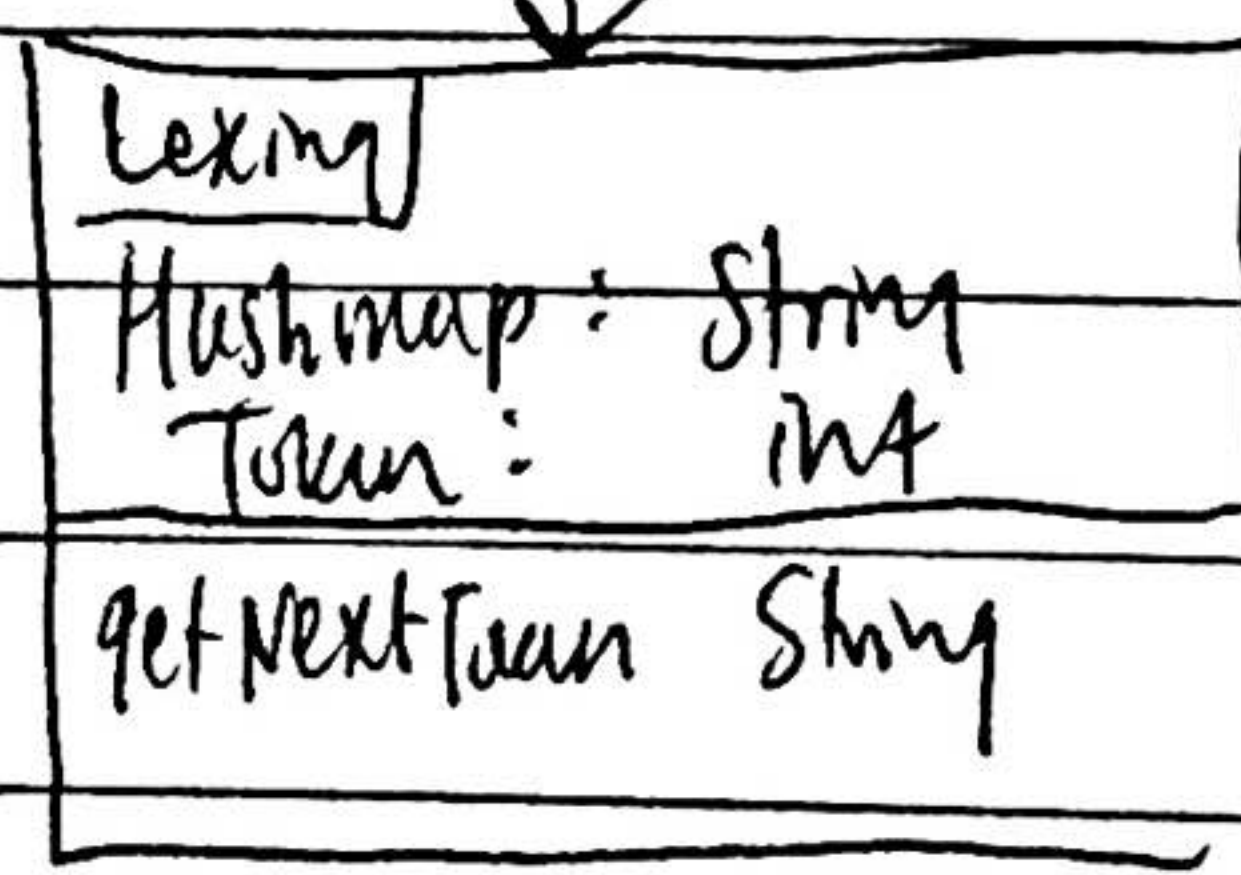 Lexing
Hashmap : String
Token : int
getNextToken String